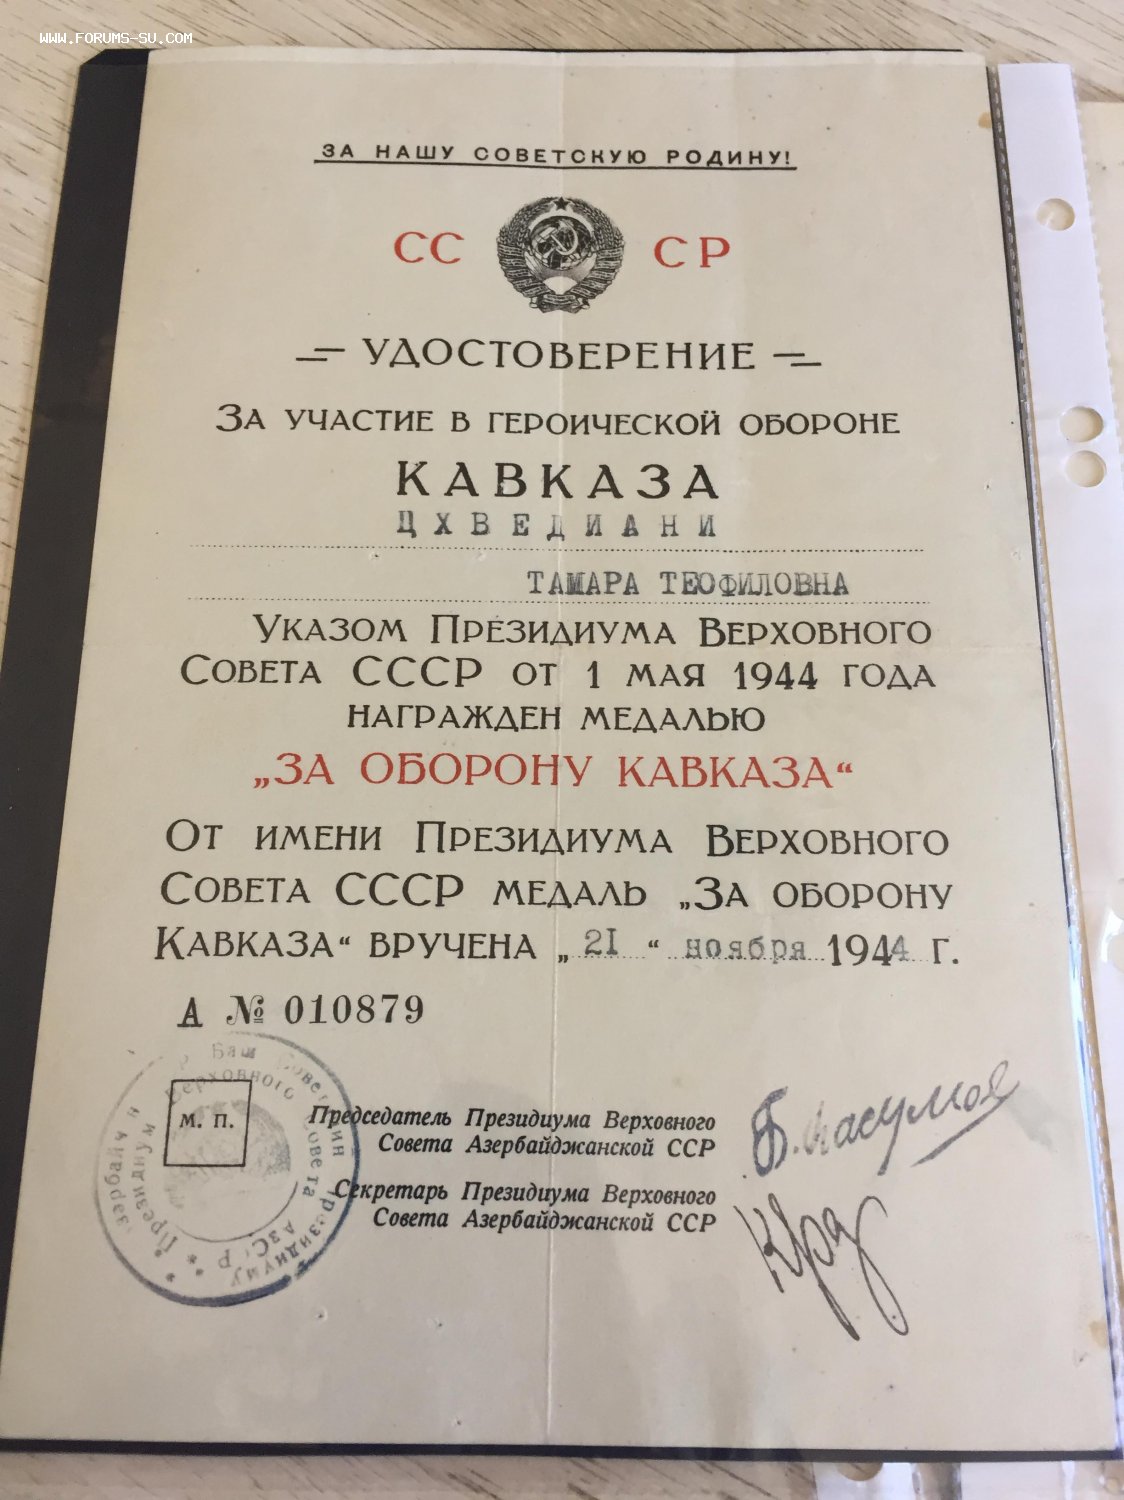 WWW.FORUMS-SU.COM
ЗА НАШУ СОВЕТСКУЮ РОДИНУ!
СС СР
УДОСТОВЕРЕНИЕ
ЗА УЧАСТИЕ В ГЕРОИЧЕСКОЙ ОБОРОНЕ
КАВКАЗА
ЦХВЕДИАНИ
ТАМАРА ТЕОФИЛОВНА
УКАЗОМ ПРЕЗИДИУМА ВЕРХОВНОГО
СОВЕТА СССР ОТ 1 МАЯ 1944 ГОДА
НАГРАЖДЕН МЕДАЛЬЮ
„ЗА ОБОРОНУ КАВКАЗА“
ОТ ИМЕНИ ПРЕЗИДИУМА ВЕРХОВНОГО
СОВЕТА СССР МЕДАЛЬ „ЗА ОБОРОНУ
КАВКАЗА“ ВРУЧЕНА „21“ ноября 1944 Г.
А № 010879
М. П.
Председатель Президиума Верховного
Совета Азербайджанской ССР
Секретарь Президиума Верховного
Совета Азербайджанской ССР
Президиум Верховного Совета